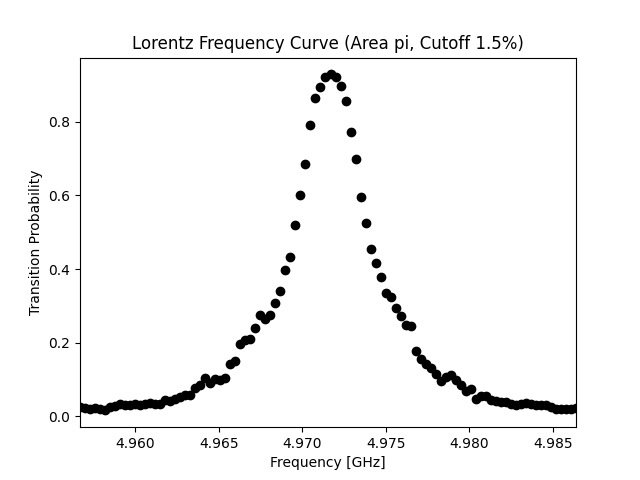 Lorentz Frequency Curve (Area pi, Cutoff 1.5%)
Transition Probability
0.8
0.6
0.4
0.2
0.0
4.960 4.965 4.970 4.975 4.980 4.985
Frequency [GHz]